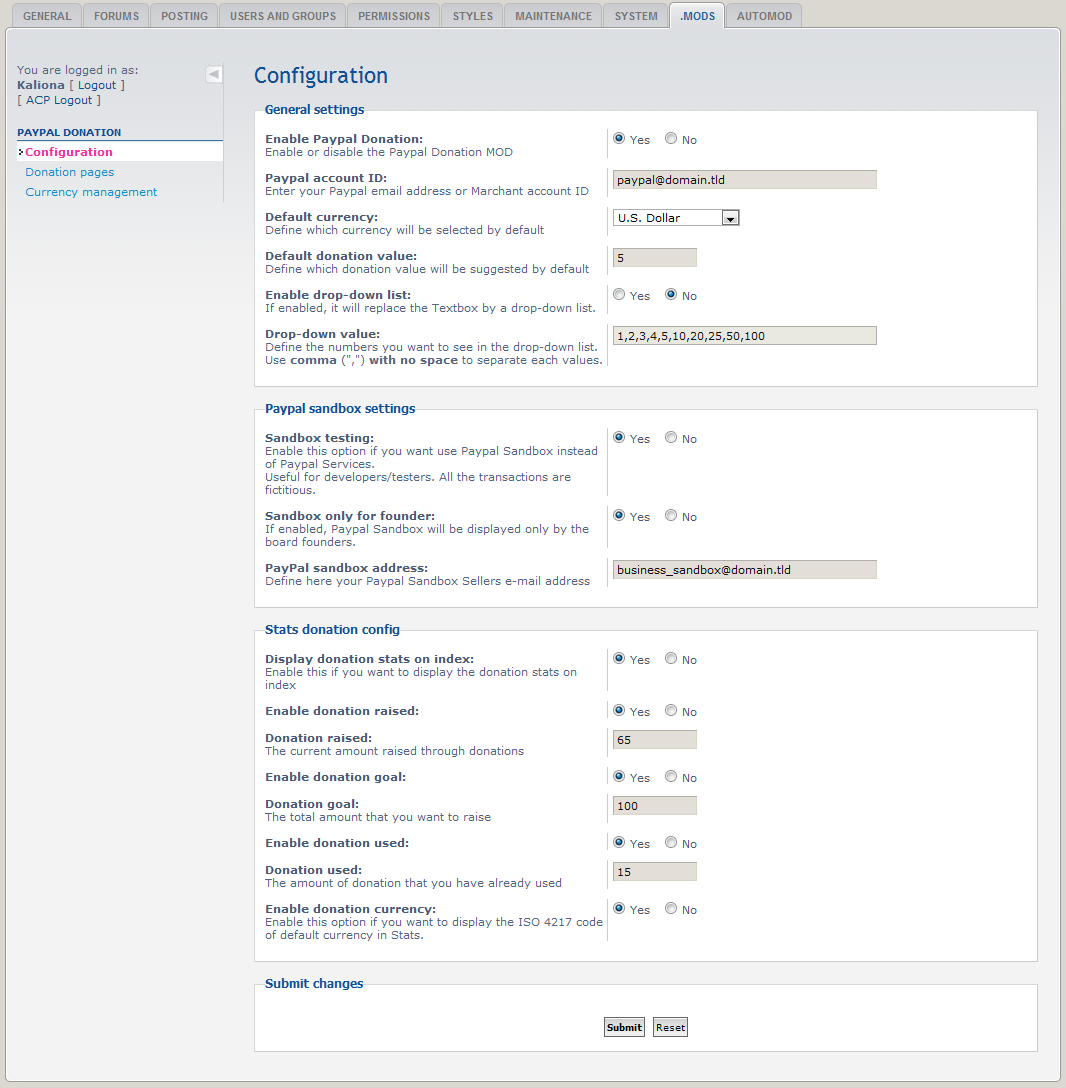 GENERAL FORUMS POSTING USERS AND GROUPS PERMISSIONS STYLES MAINTENANCE SYSTEM .MODS AUTOMOD
You are logged in as:
Kaliona [ Logout ]
[ ACP Logout ]
PAYPAL DONATION
Configuration
Donation pages
Currency management
Configuration
General settings
Enable Paypal Donation:
Enable or disable the Paypal Donation MOD
Yes No
Paypal account ID:
Enter your Paypal email address or Marchant account ID
paypal@domain.tld
Default currency:
Define which currency will be selected by default
U.S. Dollar
Default donation value:
Define which donation value will be suggested by default
5
Enable drop-down list:
If enabled, it will replace the Textbox by a drop-down list.
Yes No
Drop-down value:
Define the numbers you want to see in the drop-down list.
Use comma (",") with no space to separate each values.
1,2,3,4,5,10,20,25,50,100
Paypal sandbox settings
Sandbox testing:
Enable this option if you want use Paypal Sandbox instead
of Paypal Services.
Useful for developers/testers. All the transactions are
fictitious.
Yes No
Sandbox only for founder:
If enabled, Paypal Sandbox will be displayed only by the
board founders.
Yes No
PayPal sandbox address:
Define here your Paypal Sandbox Sellers e-mail address
business_sandbox@domain.tld
Stats donation config
Display donation stats on index:
Enable this if you want to display the donation stats on
index
Yes No
Enable donation raised:
Yes No
Donation raised:
The current amount raised through donations
65
Enable donation goal:
Yes No
Donation goal:
The total amount that you want to raise
100
Enable donation used:
Yes No
Donation used:
The amount of donation that you have already used
15
Enable donation currency:
Enable this option if you want to display the ISO 4217 code
of default currency in Stats.
Yes No
Submit changes
Submit Reset